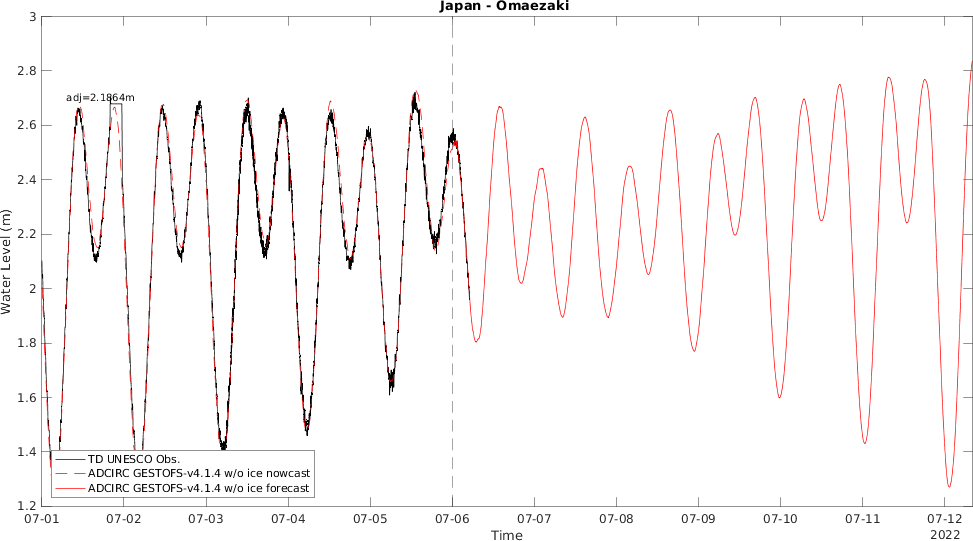 Japan - Omaezaki
adj=2.1864m
Water Level (m)
3
2.8
2.6
2.4
2.2
2
1.8
1.6
1.4
1.2
TD UNESCO Obs.
ADCIRC GESTOFS-v4.1.4 w/o ice nowcast
ADCIRC GESTOFS-v4.1.4 w/o ice forecast
07-01 07-02 07-03 07-04 07-05 07-06 07-07 07-08 07-09 07-10 07-11 07-12
Time
2022